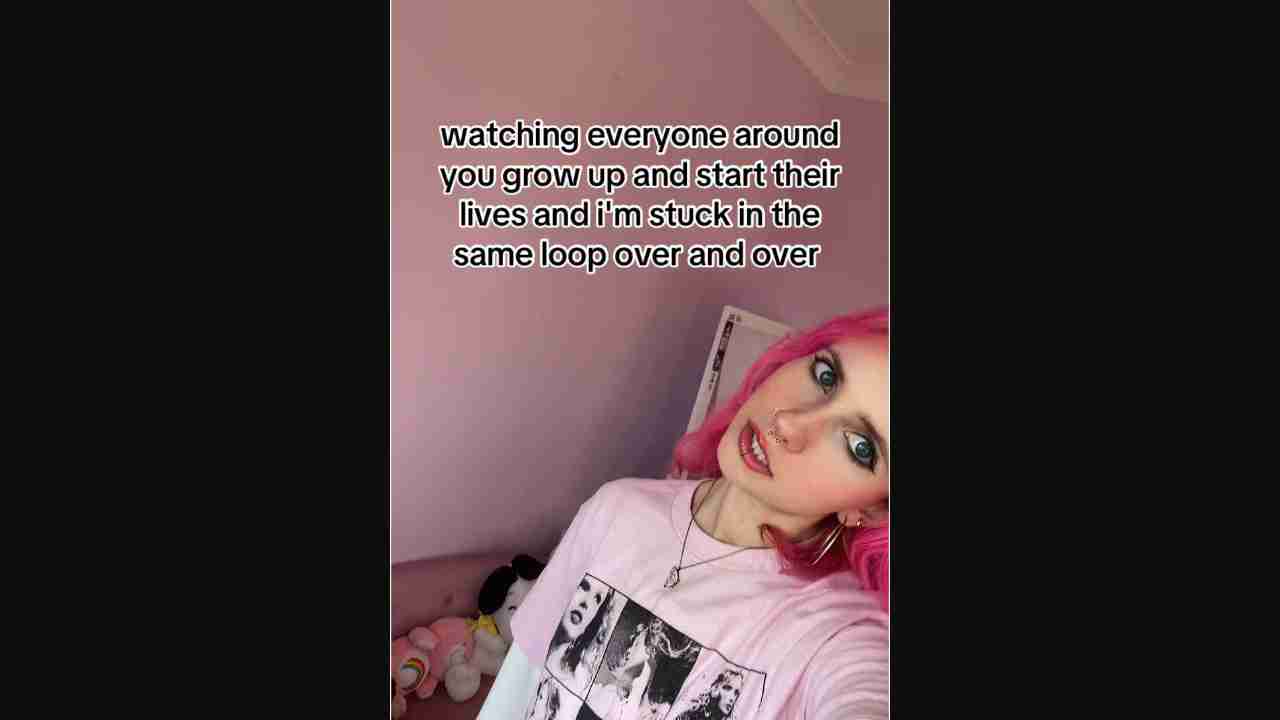 watching everyone around
you grow up and start their
lives and i'm stuck in the
same loop over and over